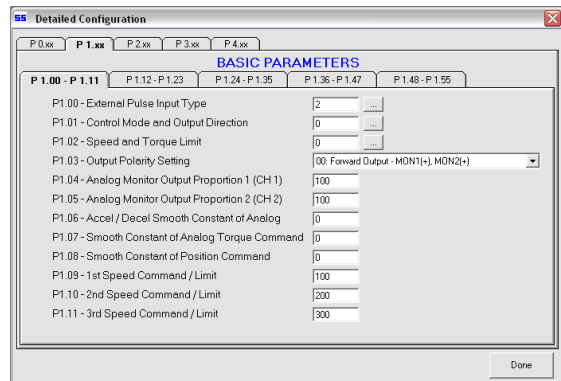 SS Detailed Configuration
P 0.xx P 1.xx P 2.xx P 3.xx P 4.xx
BASIC PARAMETERS
P 1.00 - P 1.11 P 1.12 - P 1.23 P 1.24 - P 1.35 P 1.36 - P 1.47 P 1.48 - P 1.55
P1.00 - External Pulse Input Type 2 ...
P1.01 - Control Mode and Output Direction 0 ...
P1.02 - Speed and Torque Limit 0 ...
P1.03 - Output Polarity Setting 00: Forward Output - MON1(+), MON2(+)
P1.04 - Analog Monitor Output Proportion 1 (CH 1) 100
P1.05 - Analog Monitor Output Proportion 2 (CH 2) 100
P1.06 - Accel / Decel Smooth Constant of Analog 0
P1.07 - Smooth Constant of Analog Torque Command 0
P1.08 - Smooth Constant of Position Command 0
P1.09 - 1st Speed Command / Limit 100
P1.10 - 2nd Speed Command / Limit 200
P1.11 - 3rd Speed Command / Limit 300
Done